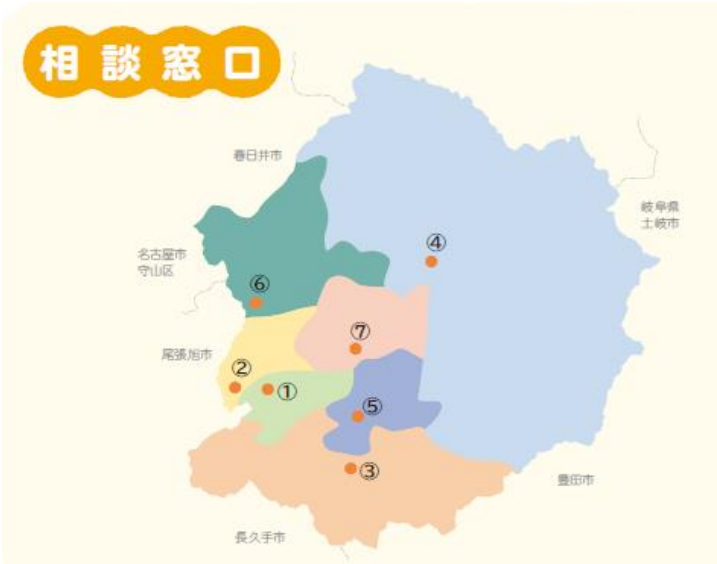 相談窓口
春日井市
岐阜県
土岐市
④
名古屋市
守山区
⑥
⑦
尾張旭市
②
①
⑤
③
豊田市
長久手市